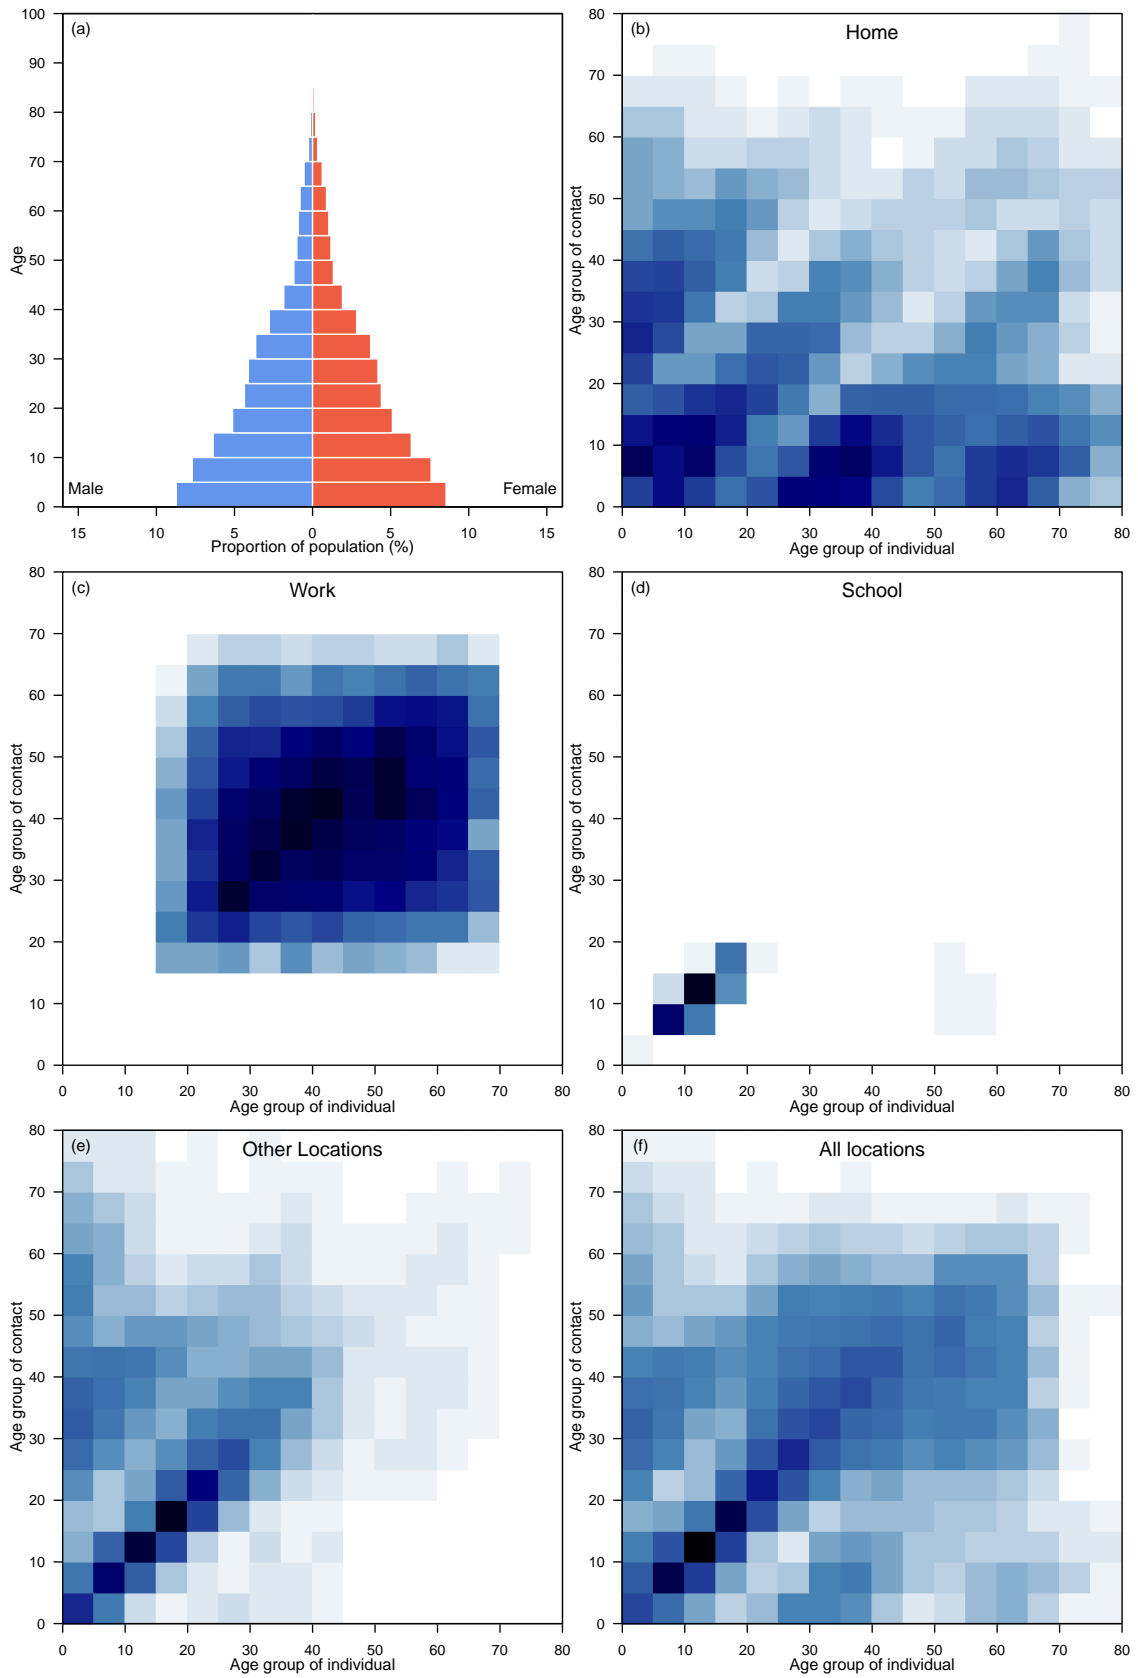 (a)
100
90
80
70
60
50
40
30
20
10
0
Age
Male
Female
15 10 5 0 5 10 15
Proportion of population (%)
(b)
Home
80
70
60
50
40
30
20
10
0
Age group of contact
0 10 20 30 40 50 60 70 80
Age group of individual
(c)
Work
80
70
60
50
40
30
20
10
0
Age group of contact
0 10 20 30 40 50 60 70 80
Age group of individual
(d)
School
80
70
60
50
40
30
20
10
0
Age group of contact
0 10 20 30 40 50 60 70 80
Age group of individual
(e)
Other Locations
80
70
60
50
40
30
20
10
0
Age group of contact
0 10 20 30 40 50 60 70 80
Age group of individual
(f)
All locations
80
70
60
50
40
30
20
10
0
Age group of contact
0 10 20 30 40 50 60 70 80
Age group of individual